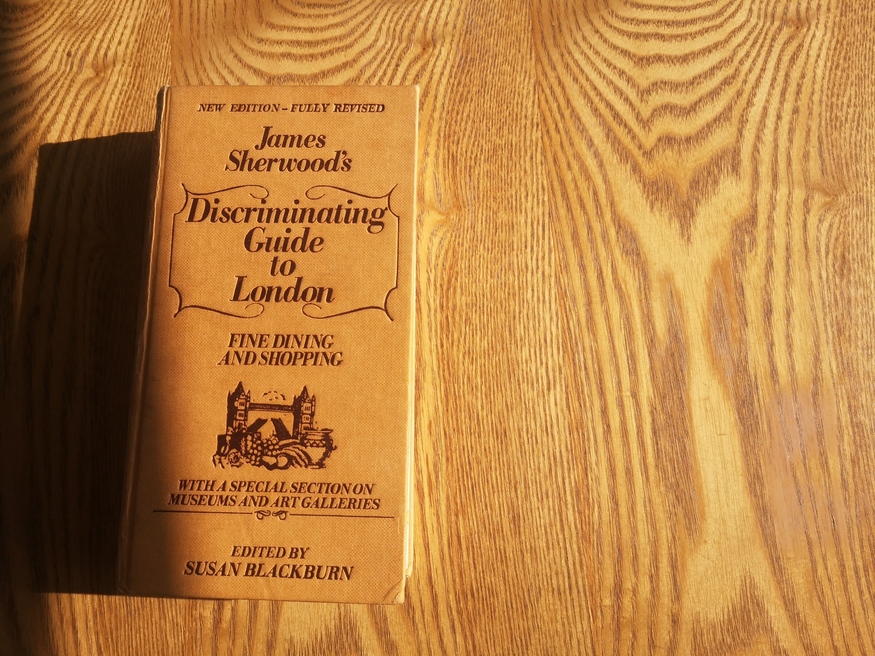 NEW EDITION – FULLY REVISED
James
Sherwood's
Discriminating
Guide
to
London
FINE DINING
AND SHOPPING
WITH A SPECIAL SECTION ON
MUSEUMS AND ART GALLERIES
EDITED BY
SUSAN BLACKBURN